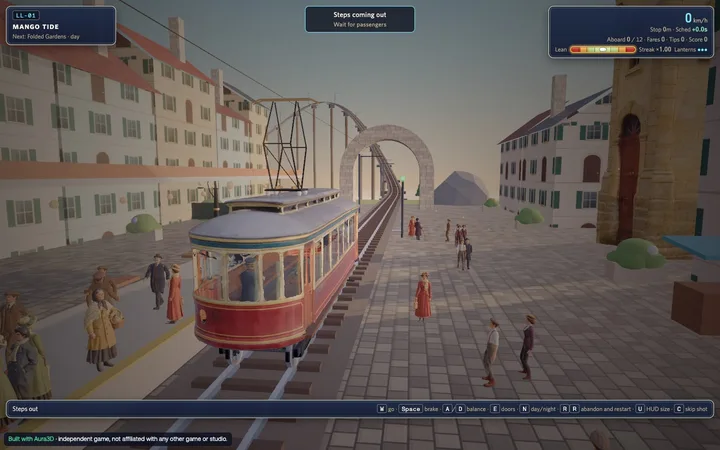 LL-01
MANGO TIDE
Next: Folded Gardens · day
Steps coming out
Wait for passengers
0 km/h
Stop 0m · Sched +0.0s
Aboard 0 / 12 · Fares 0 · Tips 0 · Score 0
Lean Streak ×1.00 Lanterns
Steps out
W go · Space brake · A / D balance · E doors · N day/night · R R abandon and restart · U HUD size · C skip shot
Built with Aura3D · independent game, not affiliated with any other game or studio.